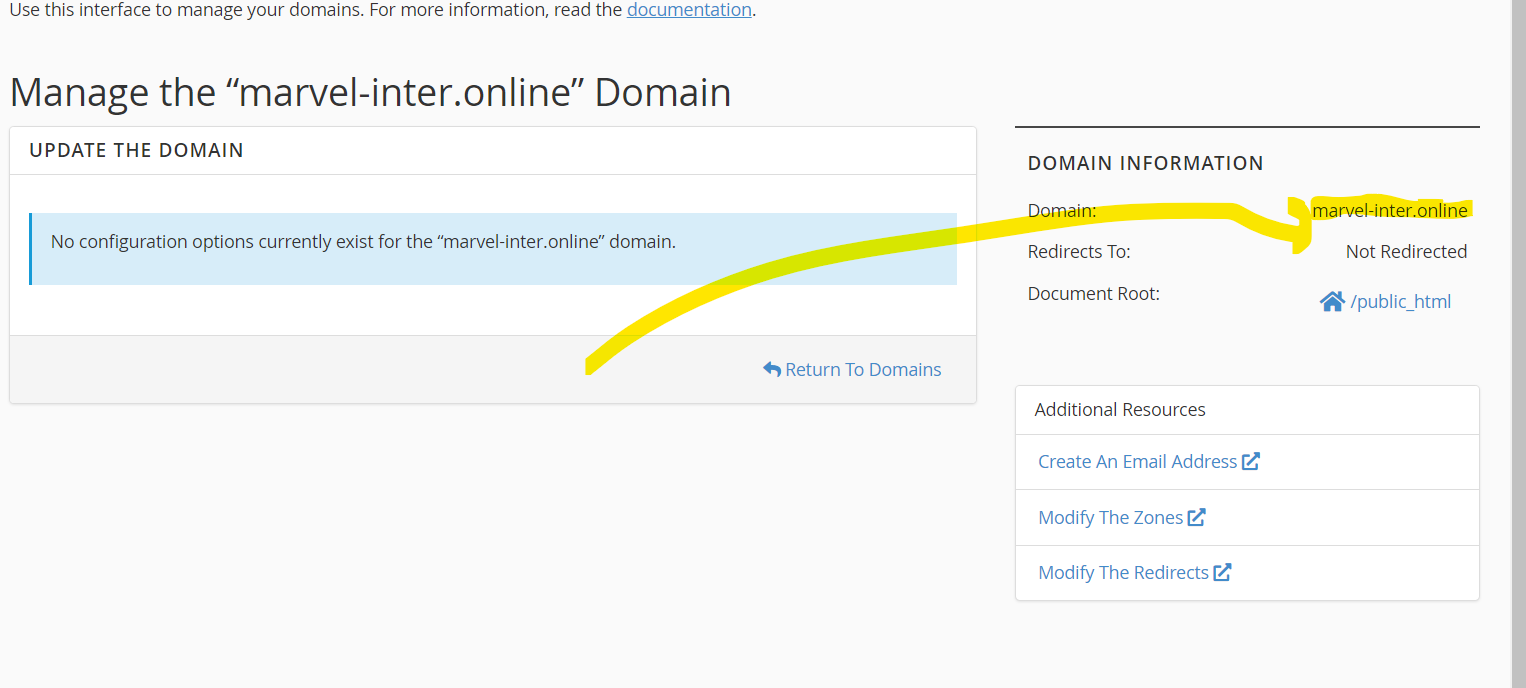 Use this interface to manage your domains. For more information, read the documentation.
Manage the “marvel-inter.online” Domain
UPDATE THE DOMAIN
No configuration options currently exist for the “marvel-inter.online” domain.
Return To Domains
DOMAIN INFORMATION
Domain: marvel-inter.online
Redirects To: Not Redirected
Document Root: /public_html
Additional Resources
Create An Email Address
Modify The Zones
Modify The Redirects